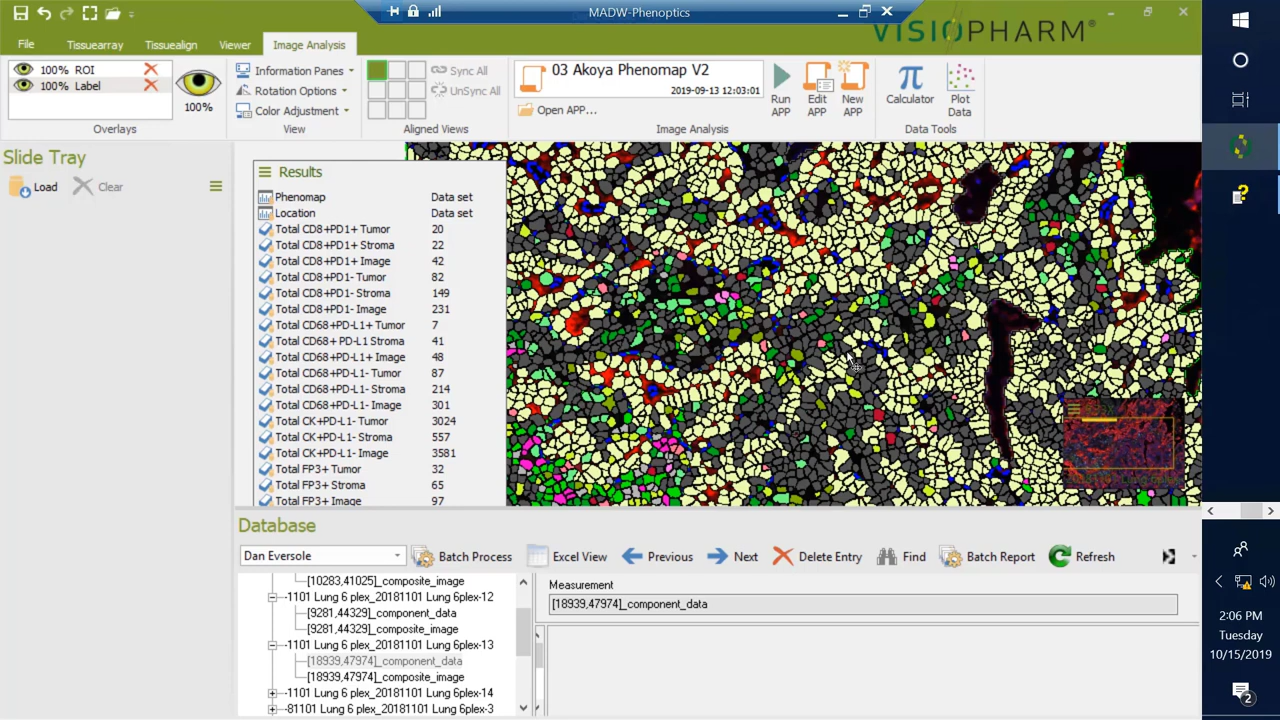 MADW-Phenoptics
VISIOPHARM®
File Tissuearray Tissuealign Viewer Image Analysis
100% ROI
100% Label
100%
Overlays
Information Panes
Rotation Options
Color Adjustment
View
Sync All
UnSync All
Aligned Views
03 Akoya Phenomap V2
2019-09-13 12:03:01
Open APP...
Run APP
Edit APP
New APP
Image Analysis
Calculator
Plot Data
Data Tools
Slide Tray
Load Clear
Results
Phenomap Data set
Location Data set
Total CD8+PD1+ Tumor 20
Total CD8+PD1+ Stroma 22
Total CD8+PD1+ Image 42
Total CD8+PD1- Tumor 82
Total CD8+PD1- Stroma 149
Total CD8+PD1- Image 231
Total CD68+PD-L1+ Tumor 7
Total CD68+ PD-L1 Stroma 41
Total CD68+PD-L1+ Image 48
Total CD68+PD-L1- Tumor 87
Total CD68+PD-L1- Stroma 214
Total CD68+PD-L1- Image 301
Total CK+PD-L1- Tumor 3024
Total CK+PD-L1- Stroma 557
Total CK+PD-L1- Image 3581
Total FP3+ Tumor 32
Total FP3+ Stroma 65
Total FP3+ Image 97
Database
Dan Eversole Batch Process Excel View Previous Next Delete Entry Find Batch Report Refresh
[10283,41025]_composite_image
-1101 Lung 6 plex_20181101 Lung 6plex-12
[9281,44329]_component_data
[9281,44329]_composite_image
-1101 Lung 6 plex_20181101 Lung 6plex-13
[18939,47974]_component_data
[18939,47974]_composite_image
-1101 Lung 6 plex_20181101 Lung 6plex-14
-81101 Lung 6 plex_20181101 Lung 6plex-3
Measurement
[18939,47974]_component_data
2:06 PM
Tuesday
10/15/2019
2